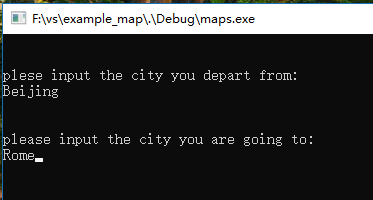 F:\vs\example_map\.\Debug\maps.exe
plese input the city you depart from:
Beijing
please input the city you are going to:
Rome